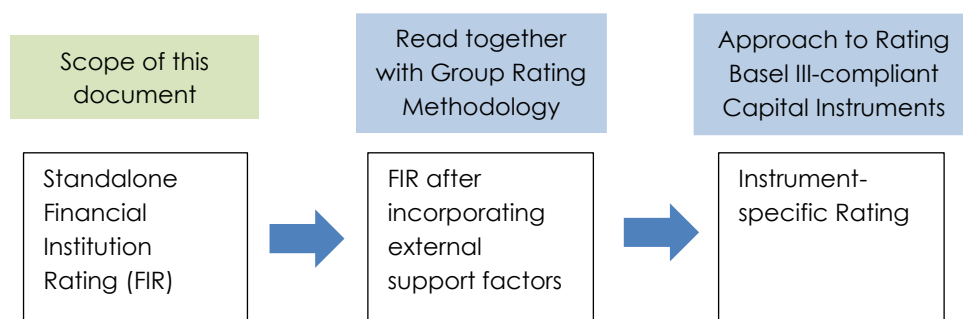 Scope of this
document
Read together
with Group Rating
Methodology
Approach to Rating
Basel III-compliant
Capital Instruments
Standalone
Financial
Institution
Rating (FIR)
FIR after
incorporating
external
support factors
Instrument-
specific Rating